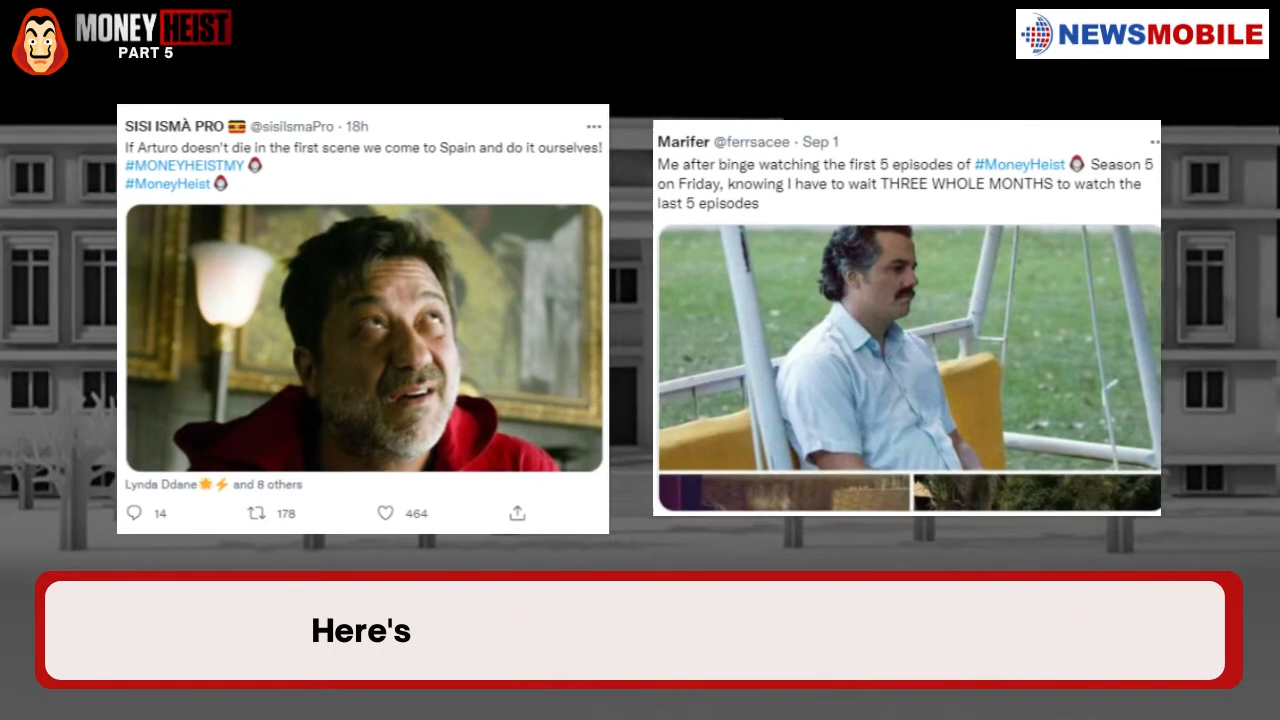 MONEY HEIST
PART 5
NEWSMOBILE
SISI ISMÀ PRO @sisiIsmaPro · 18h
If Arturo doesn't die in the first scene we come to Spain and do it ourselves!
#MONEYHEISTMY
#MoneyHeist
Lynda Ddane and 8 others
14 178 464
Marifer @ferrsacee · Sep 1
Me after binge watching the first 5 episodes of #MoneyHeist Season 5
on Friday, knowing I have to wait THREE WHOLE MONTHS to watch the
last 5 episodes
Here's